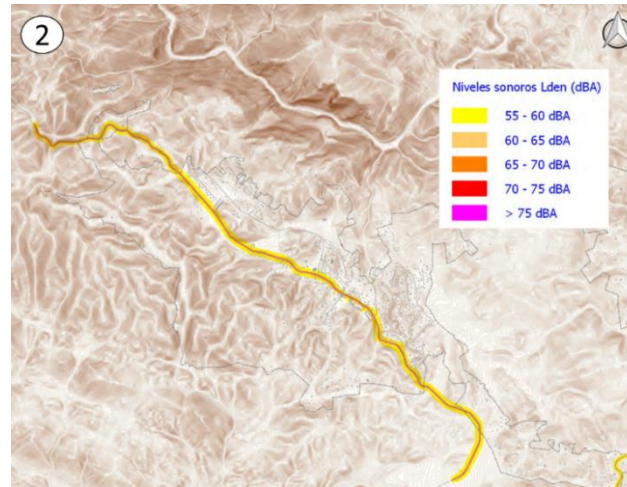 2
Niveles sonoros Lden (dBA)
55 - 60 dBA
60 - 65 dBA
65 - 70 dBA
70 - 75 dBA
> 75 dBA